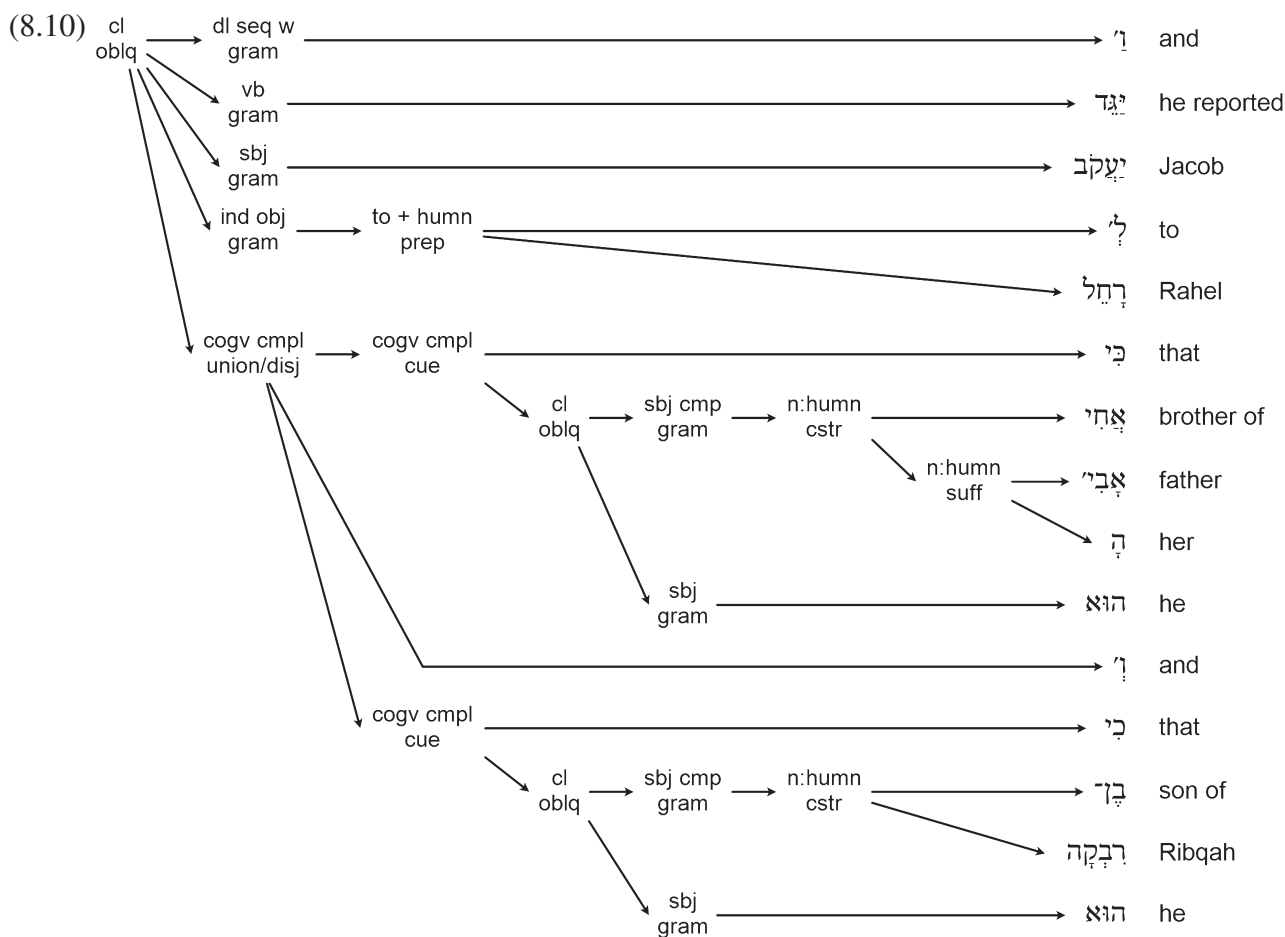 (8.10) cl dl seq w וַ׳ and
oblq gram
vb יַּגֵּד he reported
gram
sbj יַעֲקֹב Jacob
gram
ind obj to + humn לְ׳ to
gram prep
רָחֵל Rahel
cogv cmpl cogv cmpl כִּי that
union/disj cue
cl sbj cmp n:humn אֲחִי brother of
oblq gram cstr
n:humn אָבִי׳ father
suff
הָ her
sbj הוּא he
gram
וְ׳ and
cogv cmpl כִי that
cue
cl sbj cmp n:humn בֶן־ son of
oblq gram cstr
רִבְקָה Ribqah
sbj הוּא he
gram